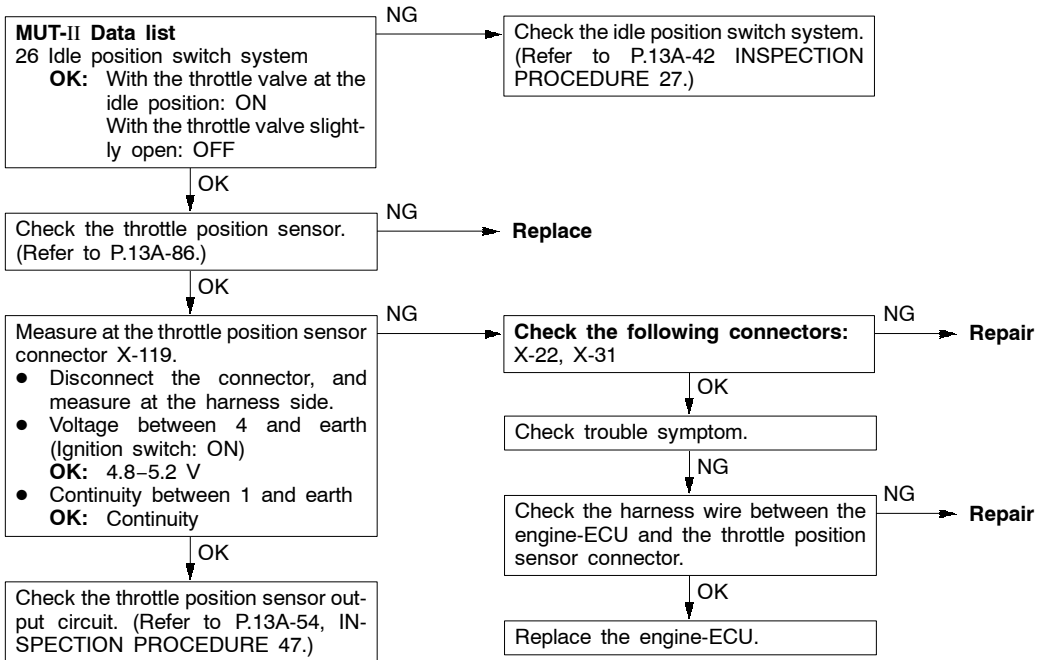 MUT-II Data list
26 Idle position switch system
OK: With the throttle valve at the
idle position: ON
With the throttle valve slight-
ly open: OFF
NG
Check the idle position switch system.
(Refer to P.13A-42 INSPECTION
PROCEDURE 27.)
OK
Check the throttle position sensor.
(Refer to P.13A-86.)
NG
Replace
OK
Measure at the throttle position sensor
connector X-119.
● Disconnect the connector, and
measure at the harness side.
● Voltage between 4 and earth
(Ignition switch: ON)
OK: 4.8–5.2 V
● Continuity between 1 and earth
OK: Continuity
NG
Check the following connectors:
X-22, X-31
NG
Repair
OK
Check trouble symptom.
NG
Check the harness wire between the
engine-ECU and the throttle position
sensor connector.
NG
Repair
OK
Replace the engine-ECU.
OK
Check the throttle position sensor out-
put circuit. (Refer to P.13A-54, IN-
SPECTION PROCEDURE 47.)